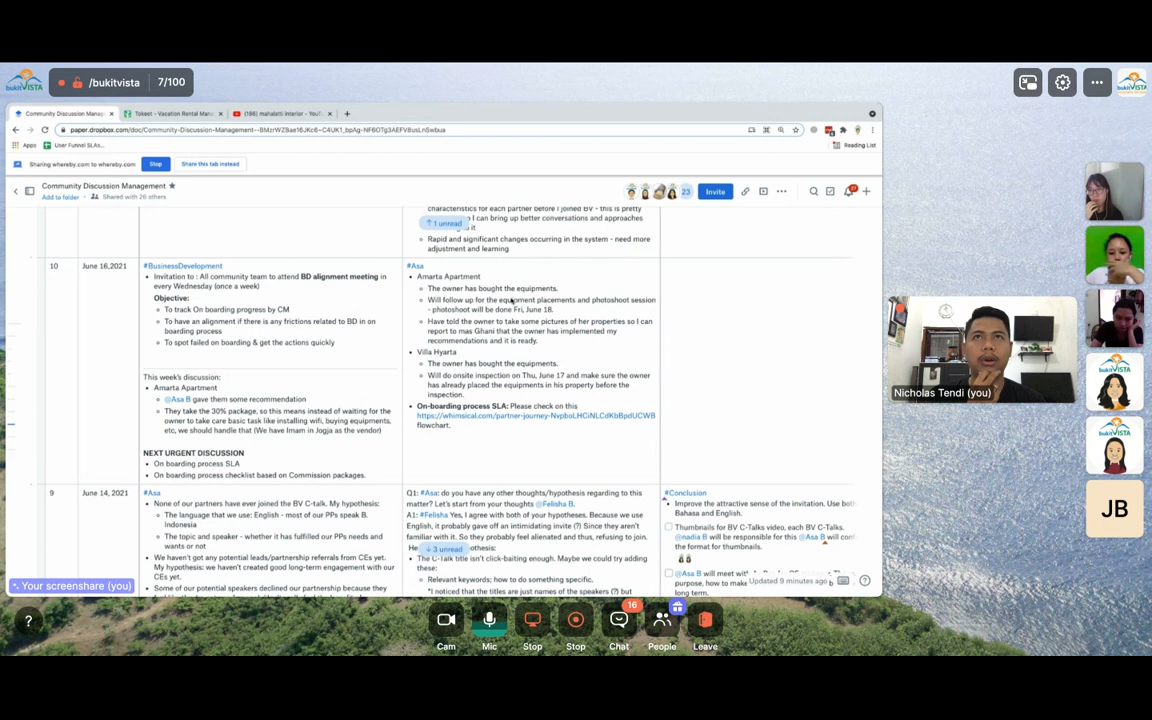 bukitVISTA
/bukitvista
7/100
Community Discussion Manag
Tokeet - Vacation Rental Man
(198) mahalati interior - YouT
paper.dropbox.com/doc/Community-Discussion-Management--
Apps
User Funnel SLAs...
Reading List
Sharing whereby.com to whereby.com
Stop
Share this tab instead
Community Discussion Management
Add to folder
Shared with 26 others
23
Invite
characteristics for each partner before I joined BV - this is pretty
I can bring up better conversations and approaches
1 unread
it
Rapid and significant changes occurring in the system - need more
adjustment and learning
10
June 16,2021
#BusinessDevelopment
Invitation to : All community team to attend BD alignment meeting in
every Wednesday (once a week)
Objective:
To track On boarding progress by CM
To have an alignment if there is any frictions related to BD in on
boarding process
To spot failed on boarding & get the actions quickly
This week's discussion:
Amarta Apartment
@Asa B gave them some recommendation
They take the 30% package, so this means instead of waiting for the
owner to take care basic task like installing wifi, buying equipments,
etc, we should handle that (We have Imam in Jogja as the vendor)
NEXT URGENT DISCUSSION
On boarding process SLA
On boarding process checklist based on Commission packages.
#Asa
Amarta Apartment
The owner has bought the equipments.
Will follow up for the equipment placements and photoshoot session
- photoshoot will be done Fri, June 18.
Have told the owner to take some pictures of her properties so I can
report to mas Ghani that the owner has implemented my
recommendations and it is ready.
Villa Hyarta
The owner has bought the equipments.
Will do onsite inspection on Thu, June 17 and make sure the owner
has already placed the equipments in his property before the
inspection.
On-boarding process SLA: Please check on this
https://whimsical.com/partner-journey-NvpboLHCiNLCdKbBpdUCWB
flowchart.
9
June 14, 2021
#Asa
None of our partners have ever joined the BV C-talk. My hypothesis:
The language that we use: English - most of our PPs speak B.
Indonesia
The topic and speaker - whether it has fulfilled our PPs needs and
wants or not
We haven't got any potential leads/partnership referrals from CEs yet.
My hypothesis: we haven't created good long-term engagement with our
CEs yet.
Some of our potential speakers declined our partnership because they
Q1: #Asa: do you have any other thoughts/hypothesis regarding to this
matter? Let's start from your thoughts @Felisha B.
A1: #Felisha Yes, I agree with both of your hypotheses. Because we use
English, it probably gave off an intimidating invite (?) Since they aren't
familiar with it. So they probably feel alienated and thus, refusing to join.
He
3 unread
othesis:
The C-Talk title isn't click-baiting enough. Maybe we could try adding
these:
Relevant keywords; how to do something specific.
*I noticed that the titles are just names of the speakers (?) but
#Conclusion
Improve the attractive sense of the invitation. Use both
Bahasa and English.
Thumbnails for BV C-Talks video, each BV C-Talks.
@nadia B will be responsible for this @Asa B will cont
the format for thumbnails.
@Asa B will meet with
purpose, how to make
long term.
Updated 9 minutes ago
Your screenshare (you)
Nicholas Tendi (you)
bukitVISTA
bukitVISTA
bukitVISTA
JB
16
?
Cam
Mic
Stop
Stop
Chat
People
Leave